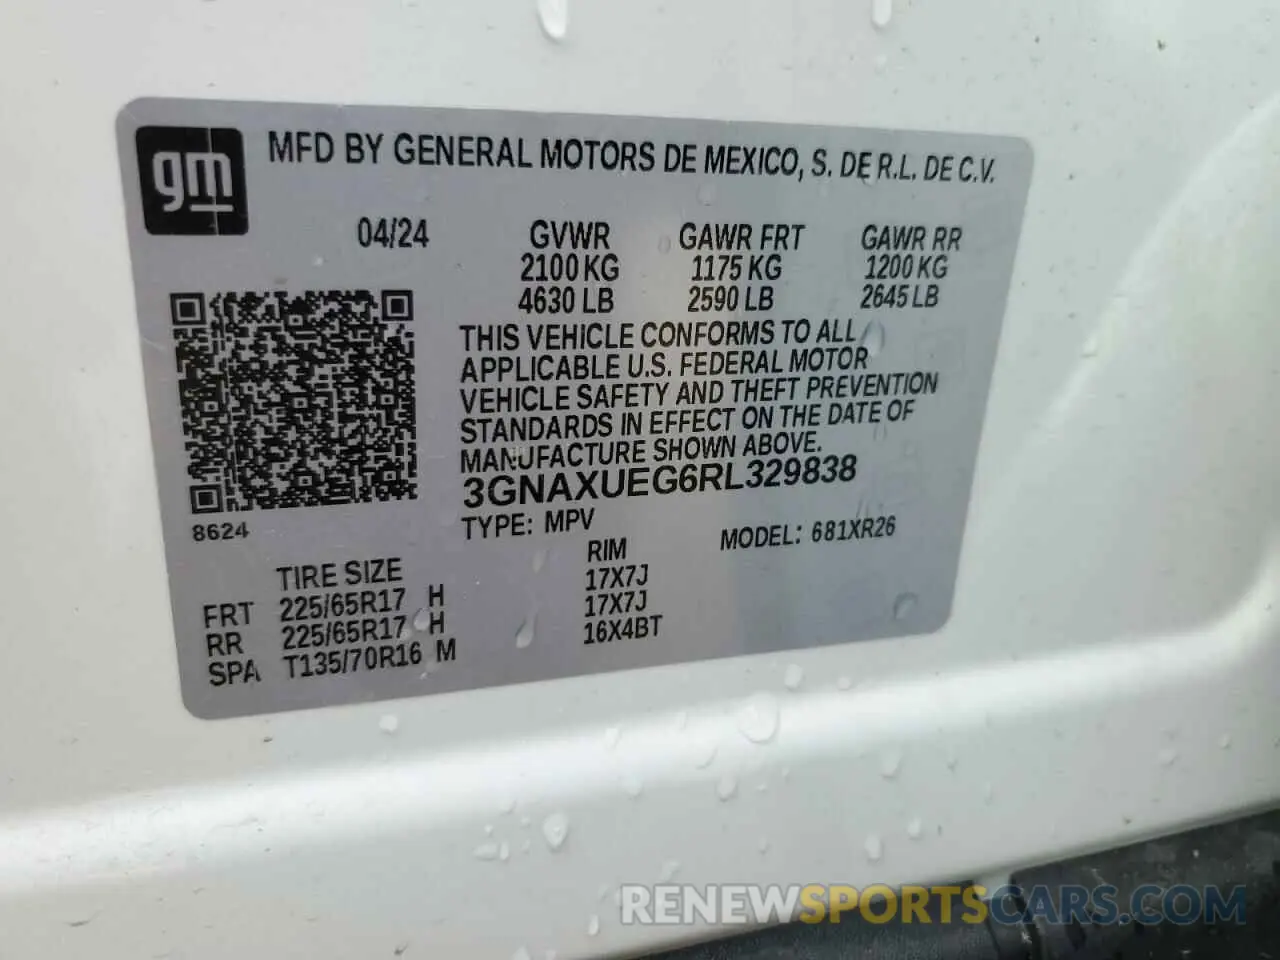 gm
MFD BY GENERAL MOTORS DE MEXICO, S. DE R.L. DE C.V.
04/24 GVWR GAWR FRT GAWR RR
2100 KG 1175 KG 1200 KG
4630 LB 2590 LB 2645 LB
THIS VEHICLE CONFORMS TO ALL
APPLICABLE U.S. FEDERAL MOTOR
VEHICLE SAFETY AND THEFT PREVENTION
STANDARDS IN EFFECT ON THE DATE OF
MANUFACTURE SHOWN ABOVE.
3GNAXUEG6RL329838
8624 TYPE: MPV MODEL: 681XR26
TIRE SIZE RIM
FRT 225/65R17 H 17X7J
RR 225/65R17 H 17X7J
SPA T135/70R16 M 16X4BT
RENEWSPORTSCARS.COM